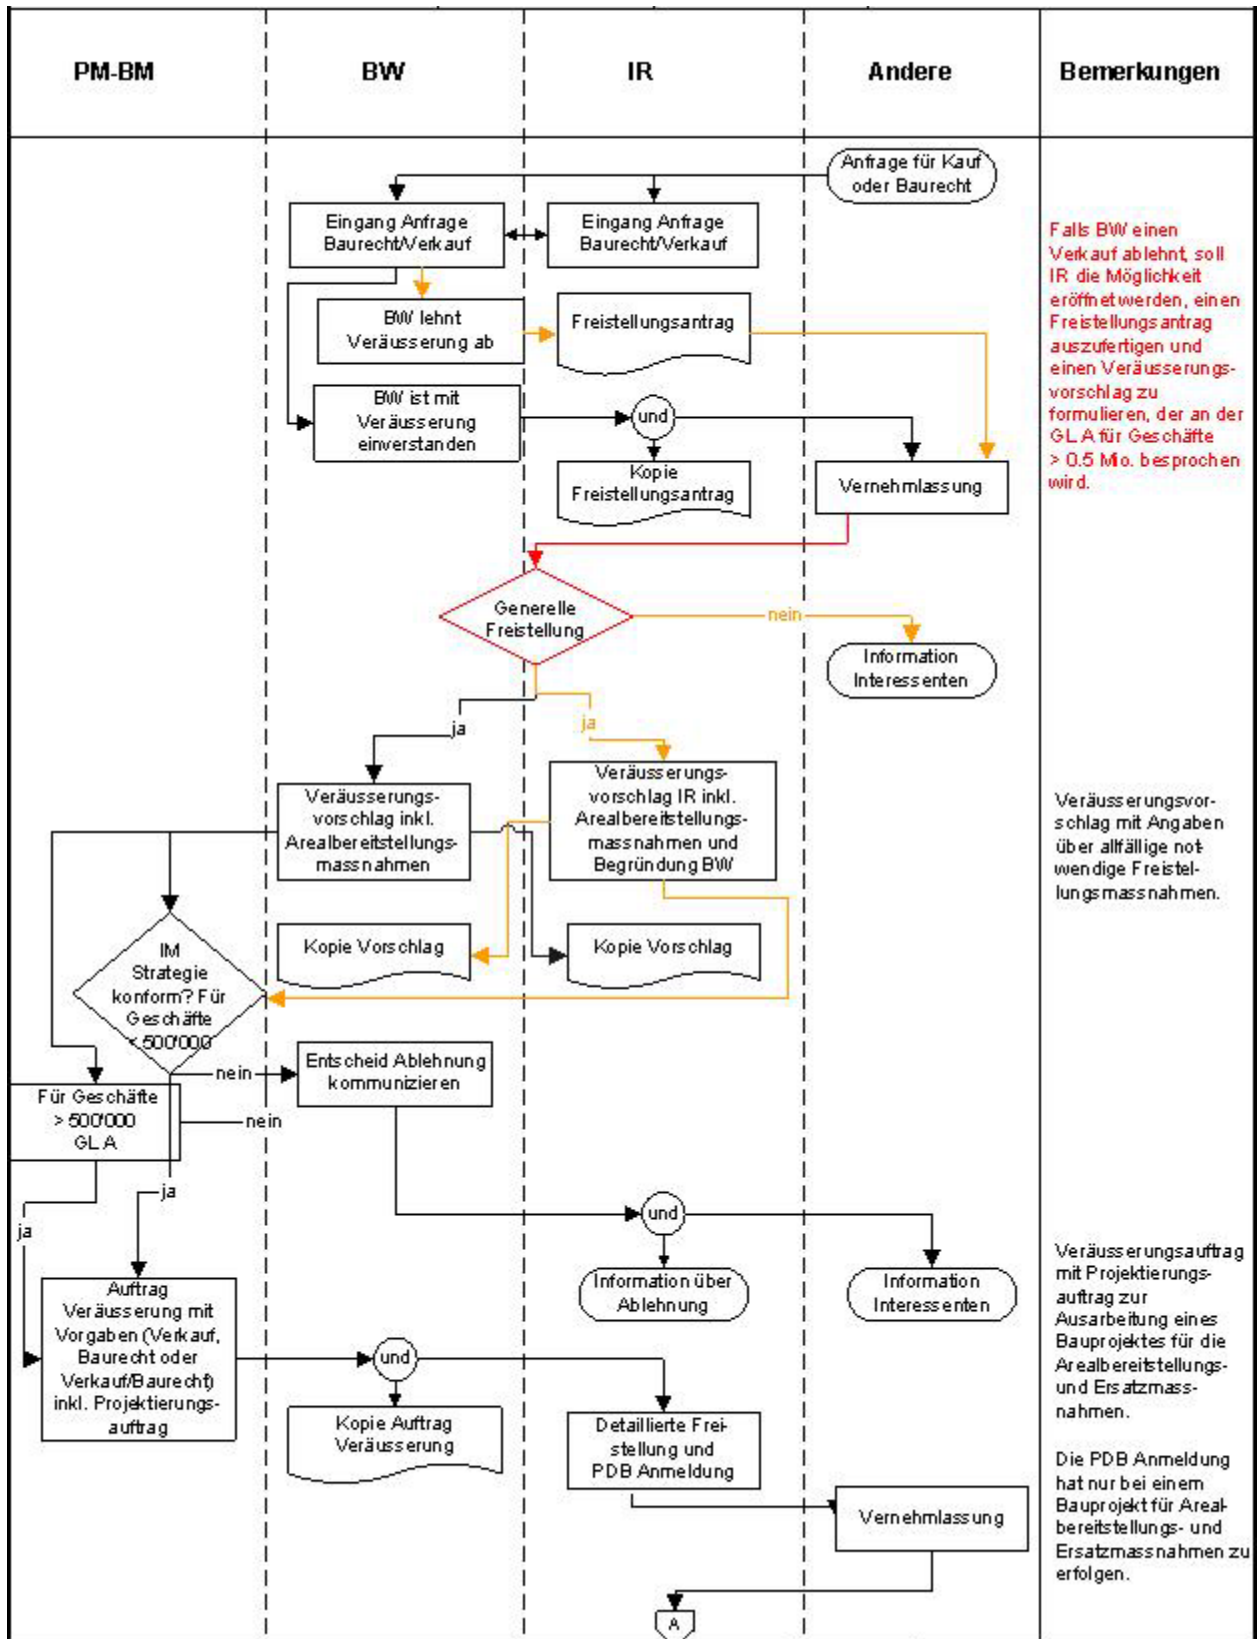 PM-BM
BW
IR
Andere
Bemerkungen
Anfrage für Kauf
oder Baurecht
Eingang Anfrage
Baurecht/Verkauf
Eingang Anfrage
Baurecht/Verkauf
Falls BW einen
Verkauf ablehnt, soll
IR die Möglichkeit
eröffnet werden, einen
Freistellungsantrag
auszufertigen und
einen Veräusserungs-
vorschlag zu
formulieren, der an der
GL A für Geschäfte
> 0.5 Mio. besprochen
wird.
BW lehnt
Veräusserung ab
Freistellungsantrag
BW ist mit
Veräusserung
einverstanden
und
Kopie
Freistellungsantrag
Vernehmlassung
Generelle
Freistellung
nein
Information
Interessenten
ja
ja
Veräusserungs-
vorschlag inkl.
Arealbereitstellungs-
massnahmen
Veräusserungs-
vorschlag IR inkl.
Arealbereitstellungs-
massnahmen und
Begründung BW
Veräusserungsvor-
schlag mit Angaben
über allfällige not-
wendige Freistel-
lungsmassnahmen.
Kopie Vorschlag
Kopie Vorschlag
IM
Strategie
konform? Für
Geschäfte
< 500'000
nein
Entscheid Ablehnung
kommunizieren
Für Geschäfte
> 500'000
GL A
nein
ja
ja
und
Information über
Ablehnung
Information
Interessenten
Auftrag
Veräusserung mit
Vorgaben (Verkauf,
Baurecht oder
Verkauf/Baurecht)
inkl. Projektierungs-
auftrag
und
Kopie Auftrag
Veräusserung
Detaillierte Frei-
stellung und
PDB Anmeldung
Vernehmlassung
Veräusserungsauftrag
mit Projektierungs-
auftrag zur
Ausarbeitung eines
Bauprojektes für die
Arealbereitstellungs-
und Ersatzmass-
nahmen.
Die PDB Anmeldung
hat nur bei einem
Bauprojekt für Areal-
bereitstellungs- und
Ersatzmassnahmen zu
erfolgen.
A